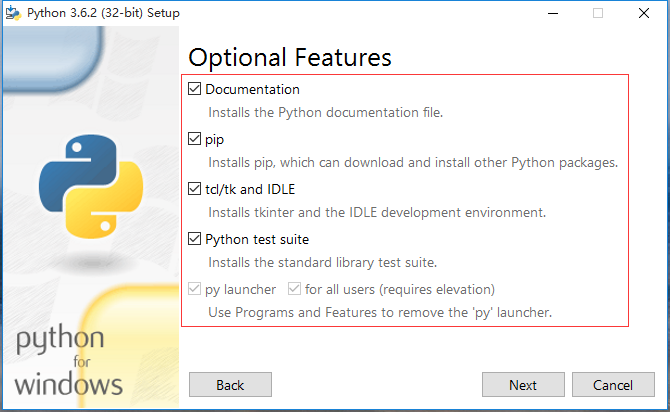 Python 3.6.2 (32-bit) Setup
Optional Features
Documentation
Installs the Python documentation file.
pip
Installs pip, which can download and install other Python packages.
tcl/tk and IDLE
Installs tkinter and the IDLE development environment.
Python test suite
Installs the standard library test suite.
py launcher for all users (requires elevation)
Use Programs and Features to remove the 'py' launcher.
python
for
windows
Back Next Cancel